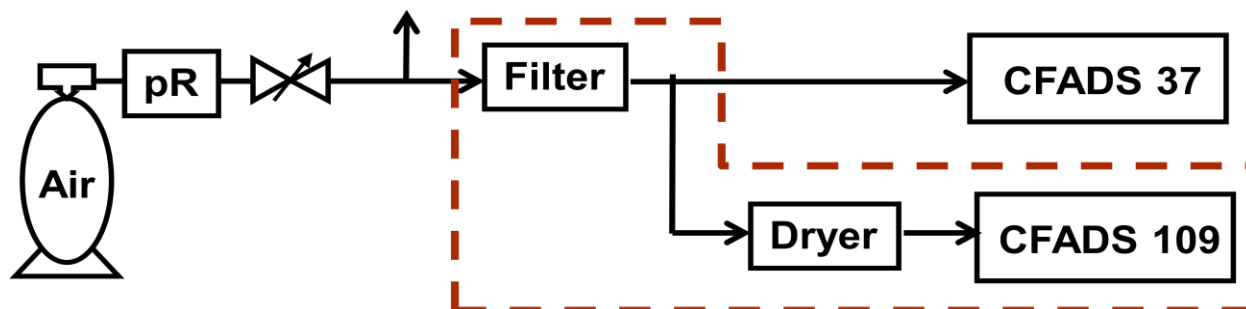 Air
pR
Filter
CFADS 37
Dryer
CFADS 109